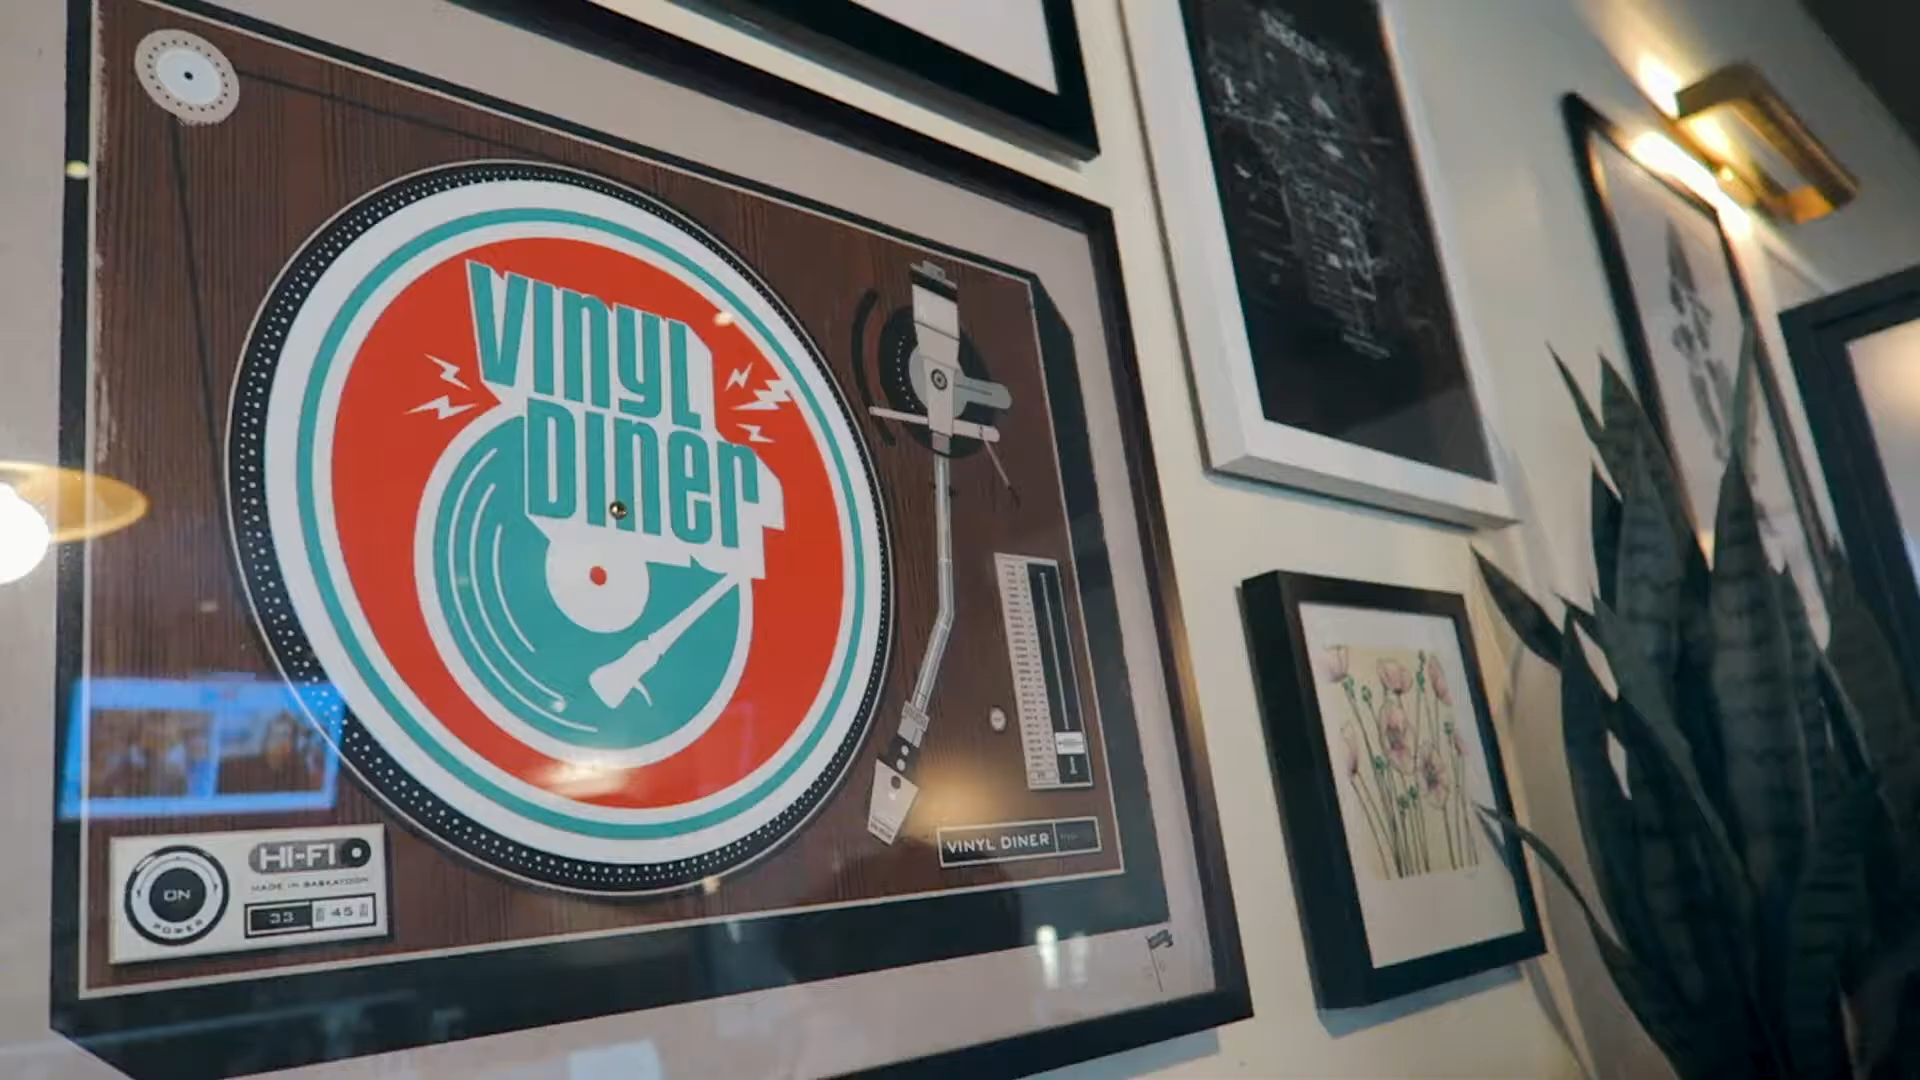 Vinyl
Diner
HI-FI
MADE IN SASKATOON
ON
POWER
33 45
VINYL DINER